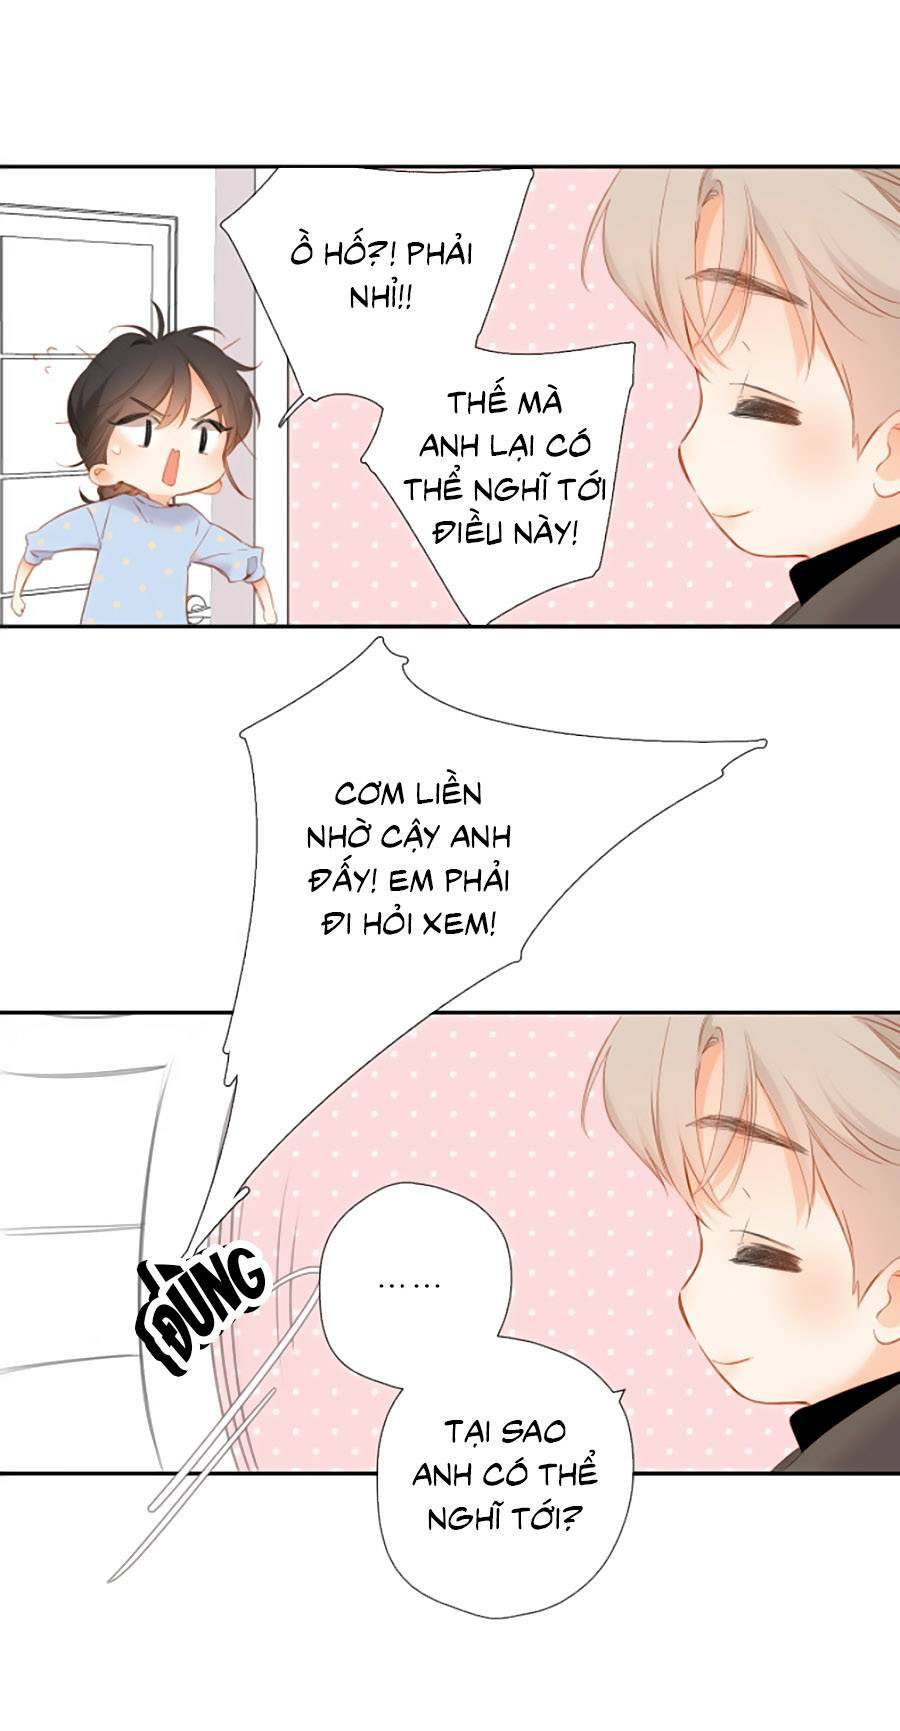 Ồ HỐ?! PHẢI
NHỈ!!
THẾ MÀ
ANH LẠI CÓ
THỂ NGHĨ TỚI
ĐIỀU NÀY!
CƠM LIỀN
NHỜ CẬY ANH
ĐẤY! EM PHẢI
ĐI HỎI XEM!
ĐÙNG
......
TẠI SAO
ANH CÓ THỂ
NGHĨ TỚI?